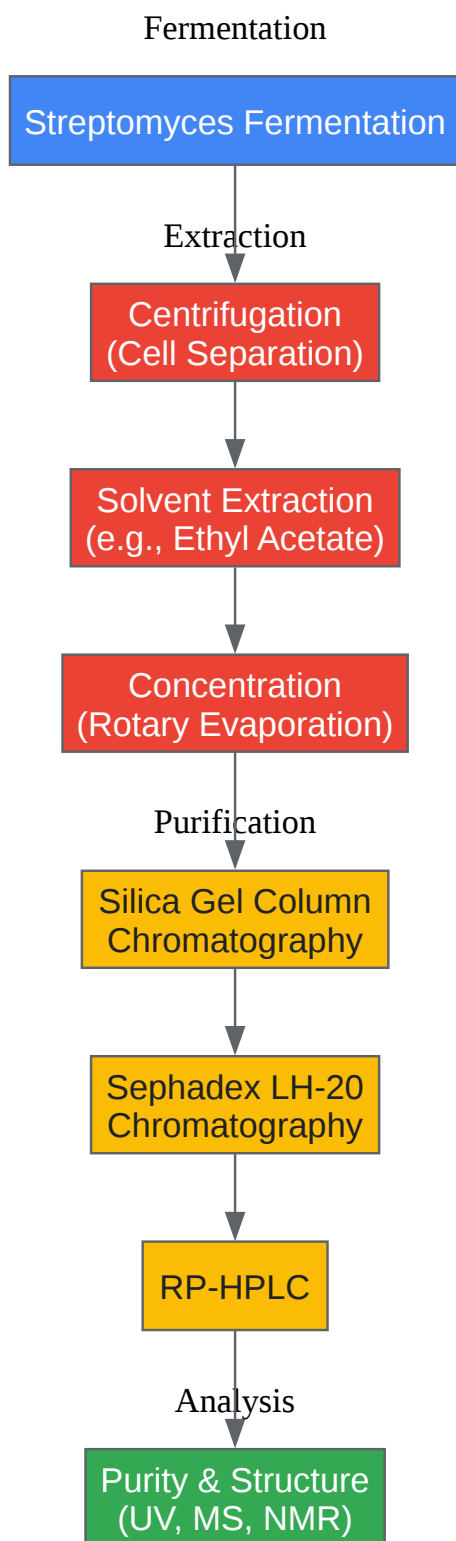 Fermentation
Streptomyces Fermentation
Extraction
Centrifugation
(Cell Separation)
Solvent Extraction
(e.g., Ethyl Acetate)
Concentration
(Rotary Evaporation)
Purification
Silica Gel Column
Chromatography
Sephadex LH-20
Chromatography
RP-HPLC
Analysis
Purity & Structure
(UV, MS, NMR)